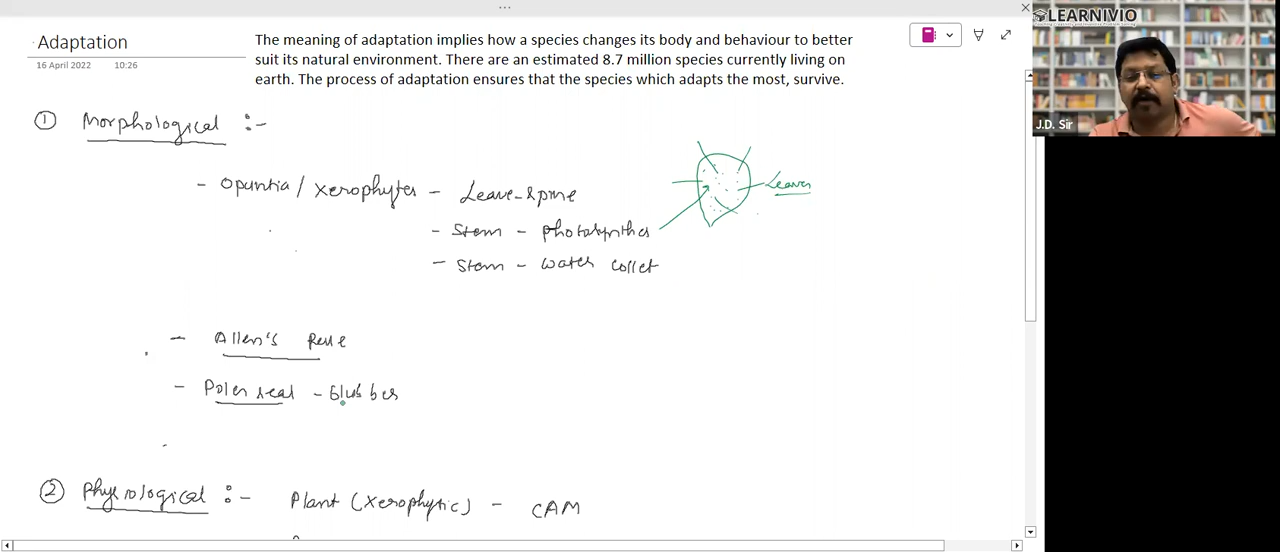 LEARNIVIO
Adaptation
16 April 2022 10:26
The meaning of adaptation implies how a species changes its body and behaviour to better
suit its natural environment. There are an estimated 8.7 million species currently living on
earth. The process of adaptation ensures that the species which adapts the most, survive.
J.D. Sir
① Morphological :-
- Opuntia / Xerophytes - Leave - spine
- Stem - photosynthes
- Stem - water collet
Leaves
- Allen's Rule
- Poler seal - Blubber
② Physiological :- Plant (Xerophytic) - CAM